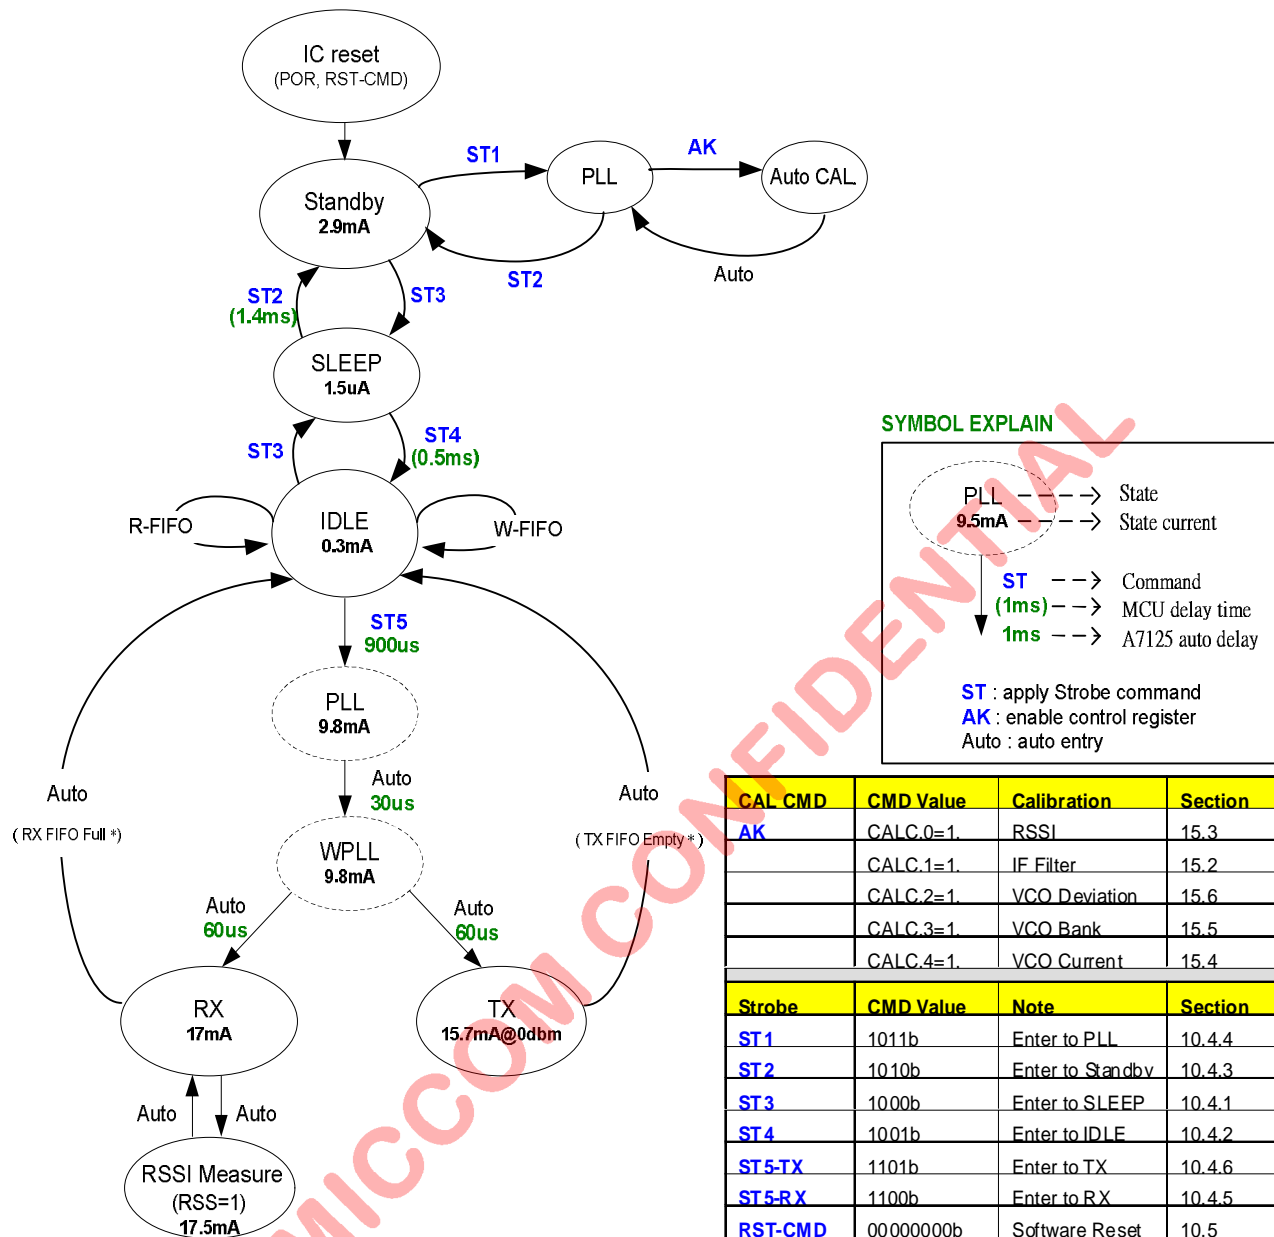 IC reset
(POR, RST-CMD)
ST1
AK
Standby
2.9mA
PLL
Auto CAL
ST2
Auto
ST2
(1.4ms)
ST3
SLEEP
1.5uA
ST3
ST4
(0.5ms)
R-FIFO
IDLE
0.3mA
W-FIFO
ST5
900us
PLL
9.8mA
Auto
30us
Auto
( RX FIFO Full *)
Auto
( TX FIFO Empty * )
WPLL
9.8mA
Auto
60us
Auto
60us
RX
17mA
TX
15.7mA@0dbm
Auto
Auto
RSSI Measure
(RSS=1)
17.5mA
SYMBOL EXPLAIN
PLL
State
9.5mA
State current
ST
Command
(1ms)
MCU delay time
1ms
A7125 auto delay
ST : apply Strobe command
AK : enable control register
Auto : auto entry
CAL CMD CMD Value Calibration Section
AK CALC.0=1. RSSI 15.3
CALC.1=1. IF Filter 15.2
CALC.2=1. VCO Deviation 15.6
CALC.3=1. VCO Bank 15.5
CALC.4=1. VCO Current 15.4
Strobe CMD Value Note Section
ST1 1011b Enter to PLL 10.4.4
ST2 1010b Enter to Standby 10.4.3
ST3 1000b Enter to SLEEP 10.4.1
ST4 1001b Enter to IDLE 10.4.2
ST5-TX 1101b Enter to TX 10.4.6
ST5-RX 1100b Enter to RX 10.4.5
RST-CMD 00000000b Software Reset 10.5
MICCOM CONFIDENTIAL